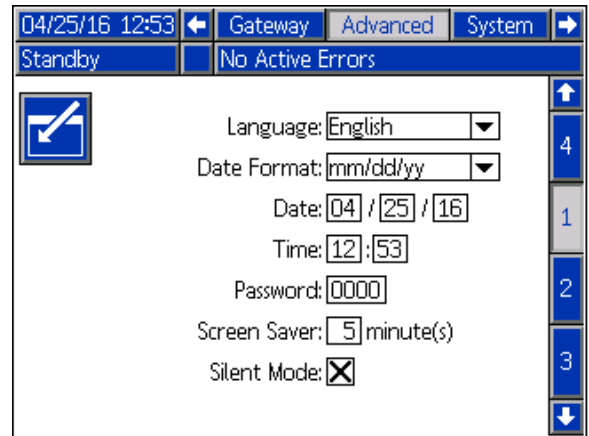 04/25/16 12:53 Gateway Advanced System
Standby No Active Errors
Language: English
4
Date Format: mm/dd/yy
Date: 04 / 25 / 16
1
Time: 12 : 53
Password: 0000
2
Screen Saver: 5 minute(s)
3
Silent Mode: X